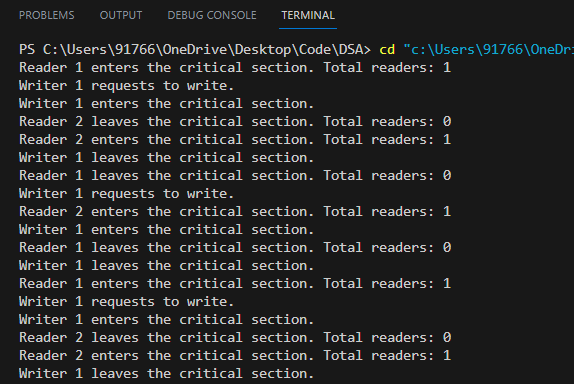 PROBLEMS OUTPUT DEBUG CONSOLE TERMINAL
PS C:\Users\91766\OneDrive\Desktop\Code\DSA> cd "c:\Users\91766\OneDri
Reader 1 enters the critical section. Total readers: 1
Writer 1 requests to write.
Writer 1 enters the critical section.
Reader 2 leaves the critical section. Total readers: 0
Reader 2 enters the critical section. Total readers: 1
Writer 1 leaves the critical section.
Reader 1 leaves the critical section. Total readers: 0
Writer 1 requests to write.
Reader 2 enters the critical section. Total readers: 1
Writer 1 enters the critical section.
Reader 1 leaves the critical section. Total readers: 0
Writer 1 leaves the critical section.
Reader 1 enters the critical section. Total readers: 1
Writer 1 requests to write.
Writer 1 enters the critical section.
Reader 2 leaves the critical section. Total readers: 0
Reader 2 enters the critical section. Total readers: 1
Writer 1 leaves the critical section.